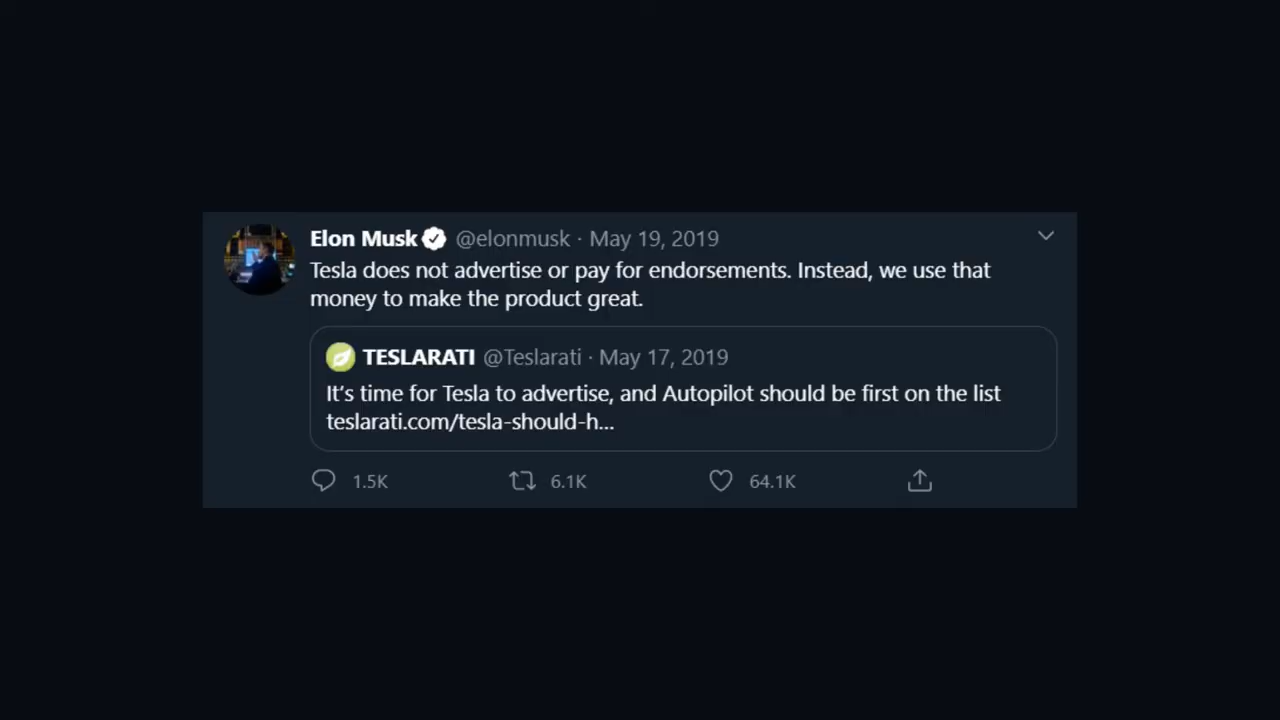 Elon Musk @elonmusk · May 19, 2019
Tesla does not advertise or pay for endorsements. Instead, we use that
money to make the product great.
TESLARATI @Teslarati · May 17, 2019
It's time for Tesla to advertise, and Autopilot should be first on the list
teslarati.com/tesla-should-h...
1.5K 6.1K 64.1K